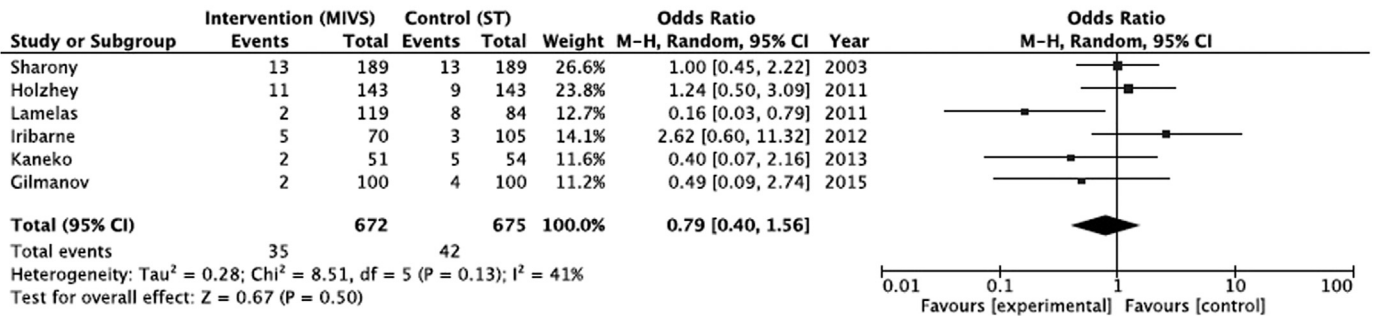 Intervention (MIVS) Control (ST) Odds Ratio Odds Ratio
Study or Subgroup Events Total Events Total Weight M-H, Random, 95% CI Year M-H, Random, 95% CI
Sharony 13 189 13 189 26.6% 1.00 [0.45, 2.22] 2003
Holzhey 11 143 9 143 23.8% 1.24 [0.50, 3.09] 2011
Lamelas 2 119 8 84 12.7% 0.16 [0.03, 0.79] 2011
Iribarne 5 70 3 105 14.1% 2.62 [0.60, 11.32] 2012
Kaneko 2 51 5 54 11.6% 0.40 [0.07, 2.16] 2013
Gilmanov 2 100 4 100 11.2% 0.49 [0.09, 2.74] 2015
Total (95% CI) 672 675 100.0% 0.79 [0.40, 1.56]
Total events 35 42
Heterogeneity: Tau² = 0.28; Chi² = 8.51, df = 5 (P = 0.13); I² = 41%
Test for overall effect: Z = 0.67 (P = 0.50)
0.01 0.1 1 10 100
Favours [experimental] Favours [control]